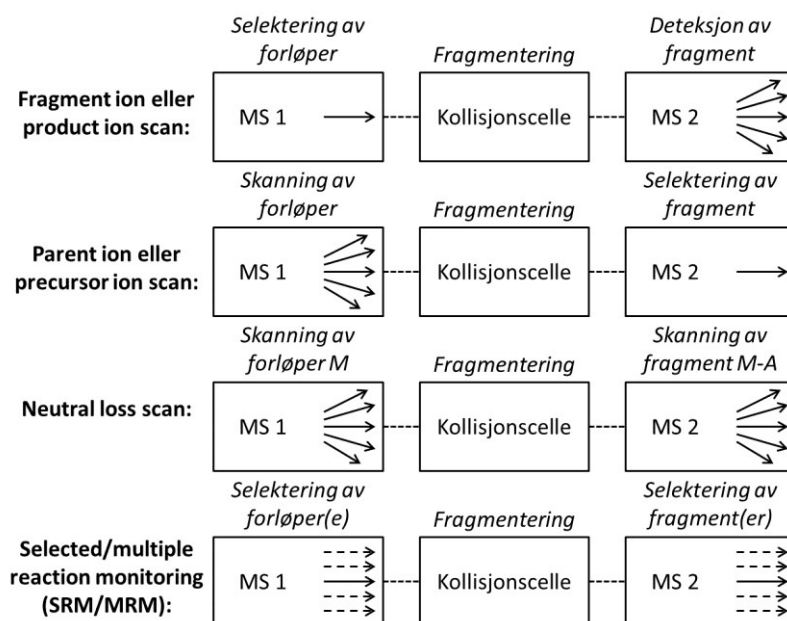 Selektering av
forløper
Fragmentering
Deteksjon av
fragment
Fragment ion eller
product ion scan:
MS 1
Kollisjonscelle
MS 2
Skanning av
forløper
Fragmentering
Selektering av
fragment
Parent ion eller
precursor ion scan:
MS 1
Kollisjonscelle
MS 2
Skanning av
forløper M
Fragmentering
Skanning av
fragment M-A
Neutral loss scan:
MS 1
Kollisjonscelle
MS 2
Selektering av
forløper(e)
Fragmentering
Selektering av
fragment(er)
Selected/multiple
reaction monitoring
(SRM/MRM):
MS 1
Kollisjonscelle
MS 2